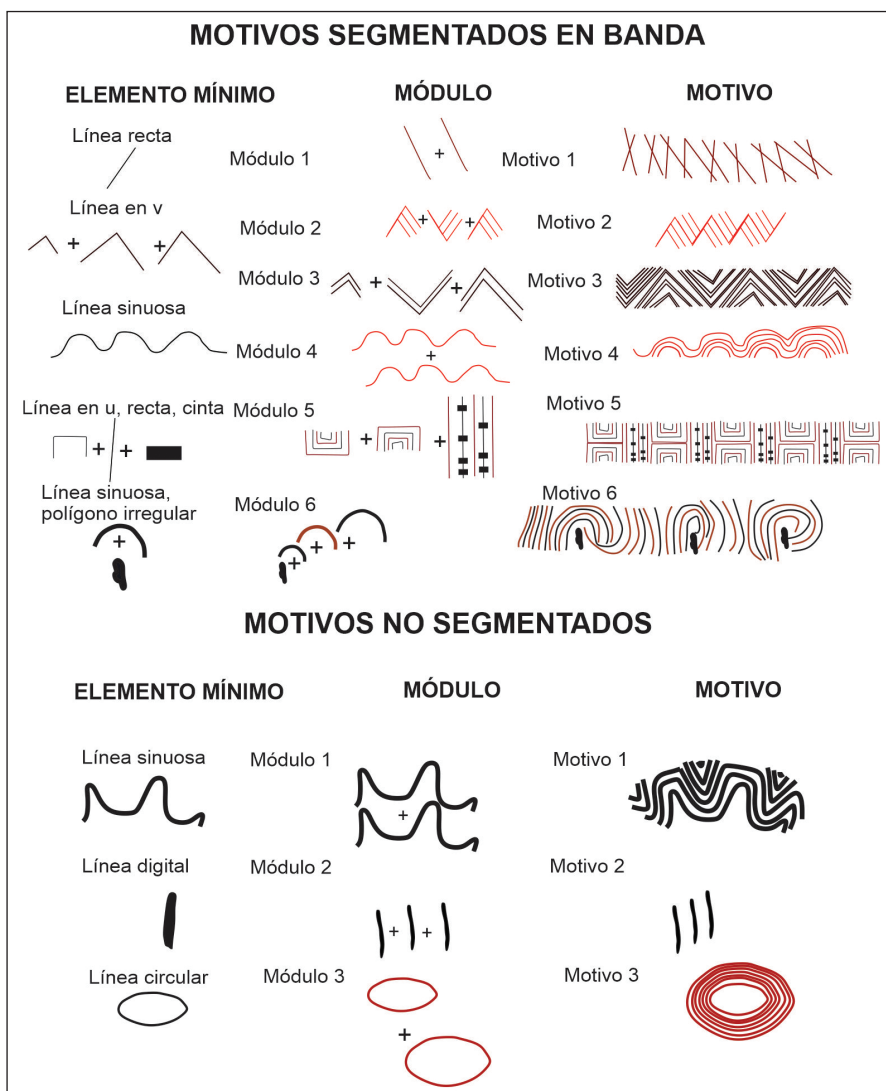 MOTIVOS SEGMENTADOS EN BANDA
ELEMENTO MÍNIMO
MÓDULO
MOTIVO
Línea recta
Módulo 1
+
Motivo 1
Línea en v
+ +
Módulo 2
+ +
Motivo 2
Módulo 3
+ +
Motivo 3
Línea sinuosa
Módulo 4
+
Motivo 4
Línea en u, recta, cinta
+ +
Módulo 5
+ +
Motivo 5
Línea sinuosa,
polígono irregular
+
Módulo 6
+ + +
Motivo 6
MOTIVOS NO SEGMENTADOS
ELEMENTO MÍNIMO
MÓDULO
MOTIVO
Línea sinuosa
Módulo 1
+
Motivo 1
Línea digital
Módulo 2
+ +
Motivo 2
Línea circular
Módulo 3
+
Motivo 3